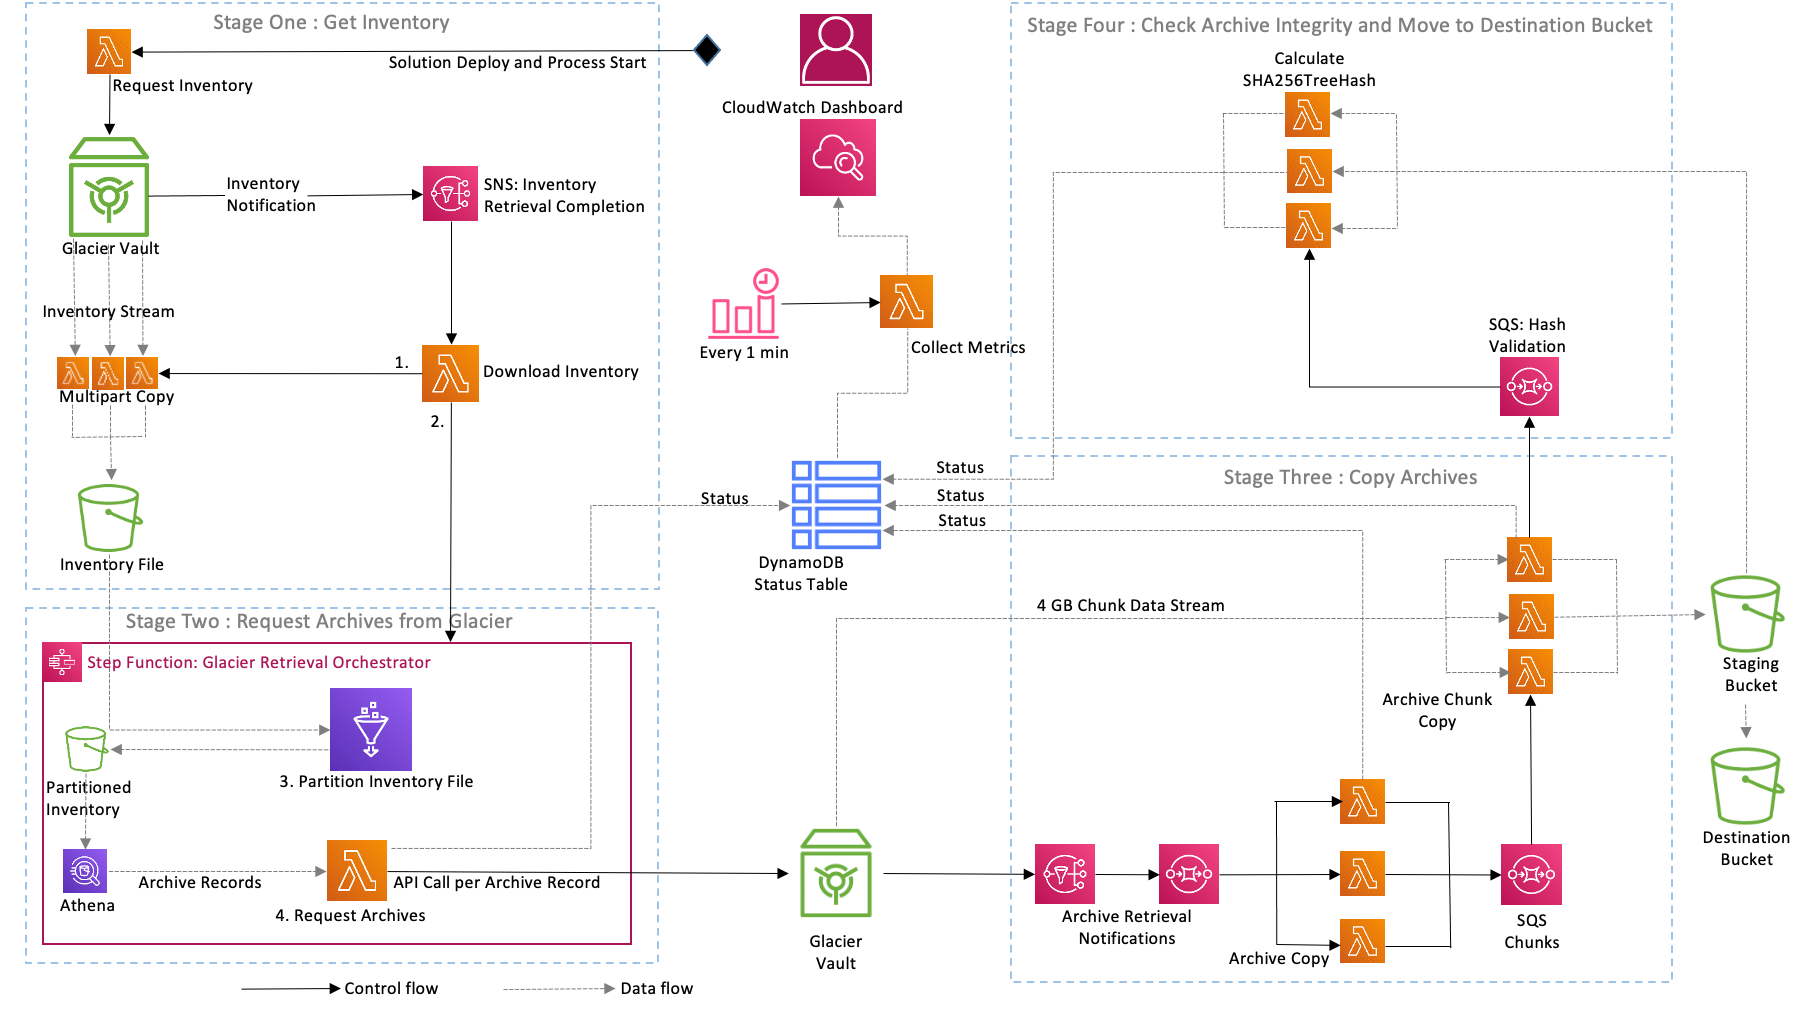 Stage One : Get Inventory
Solution Deploy and Process Start
Request Inventory
Inventory
Notification
SNS: Inventory
Retrieval Completion
Glacier Vault
Inventory Stream
1.
Download Inventory
Multipart Copy
2.
Inventory File
CloudWatch Dashboard
Every 1 min
Collect Metrics
Status
DynamoDB
Status Table
Status
Status
Status
Stage Two : Request Archives from Glacier
Step Function: Glacier Retrieval Orchestrator
3. Partition Inventory File
Partitioned
Inventory
Archive Records
Athena
API Call per Archive Record
4. Request Archives
Glacier
Vault
Stage Four : Check Archive Integrity and Move to Destination Bucket
Calculate
SHA256TreeHash
SQS: Hash
Validation
Stage Three : Copy Archives
4 GB Chunk Data Stream
Archive Chunk
Copy
Staging
Bucket
Destination
Bucket
Archive Retrieval
Notifications
Archive Copy
SQS
Chunks
Control flow
Data flow